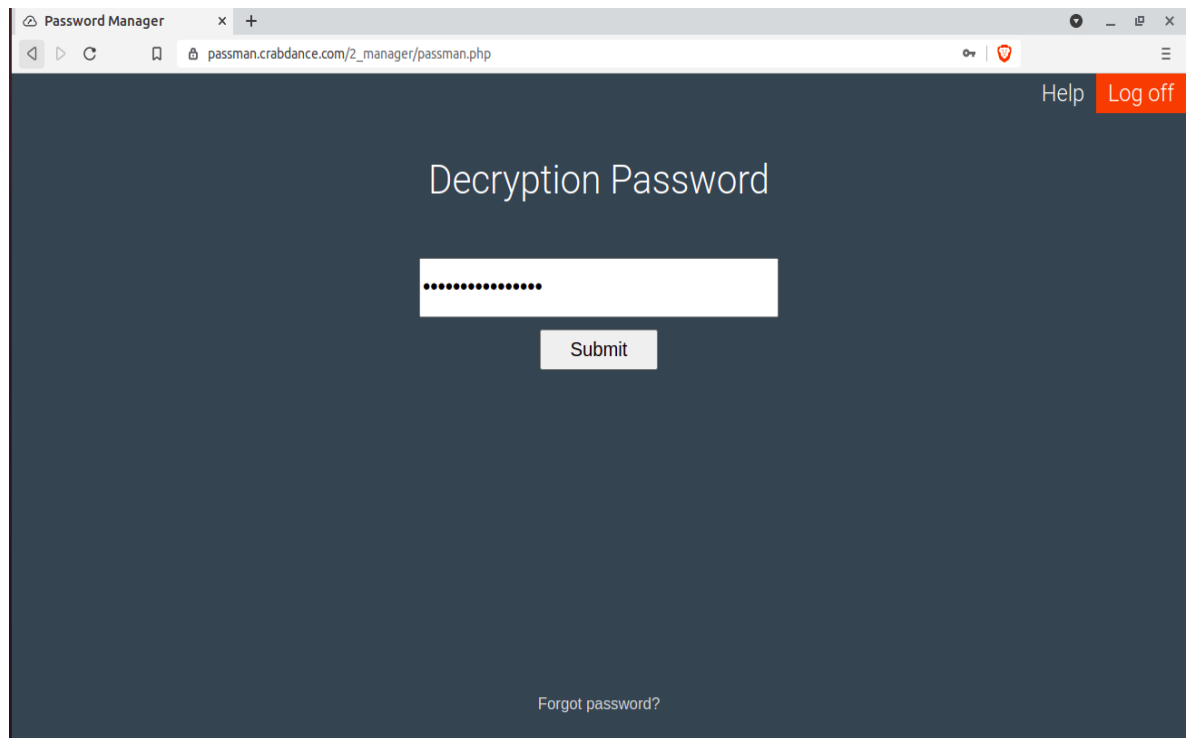 Password Manager
passman.crabdance.com/2_manager/passman.php
Help Log off
Decryption Password
••••••••••••••••
Submit
Forgot password?